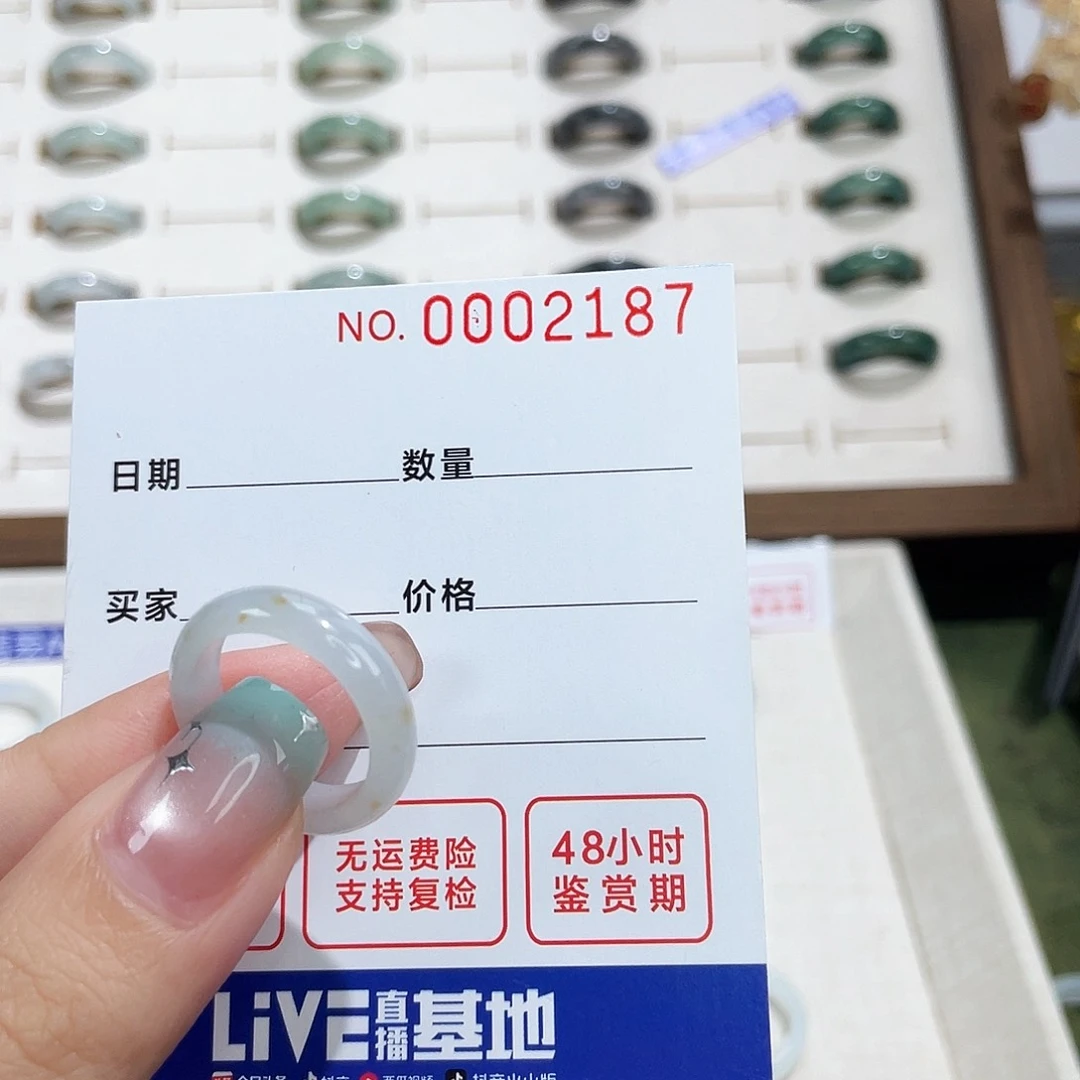 NO. 0002187
日期 数量
买家 价格
无运费险
支持复检
48小时
鉴赏期
LiVE直播基地